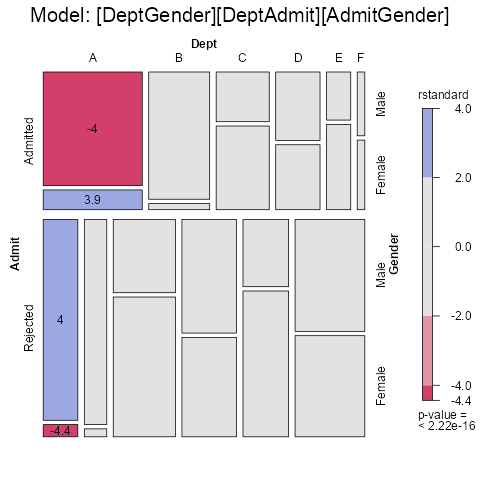 Model: [DeptGender][DeptAdmit][AdmitGender]
Dept
A B C D E F
Admit
Admitted
Rejected
-4
3.9
4
-4.4
Gender
Male
Female
Male
Female
rstandard
4.0
2.0
0.0
-2.0
-4.0
-4.4
p-value =
< 2.22e-16